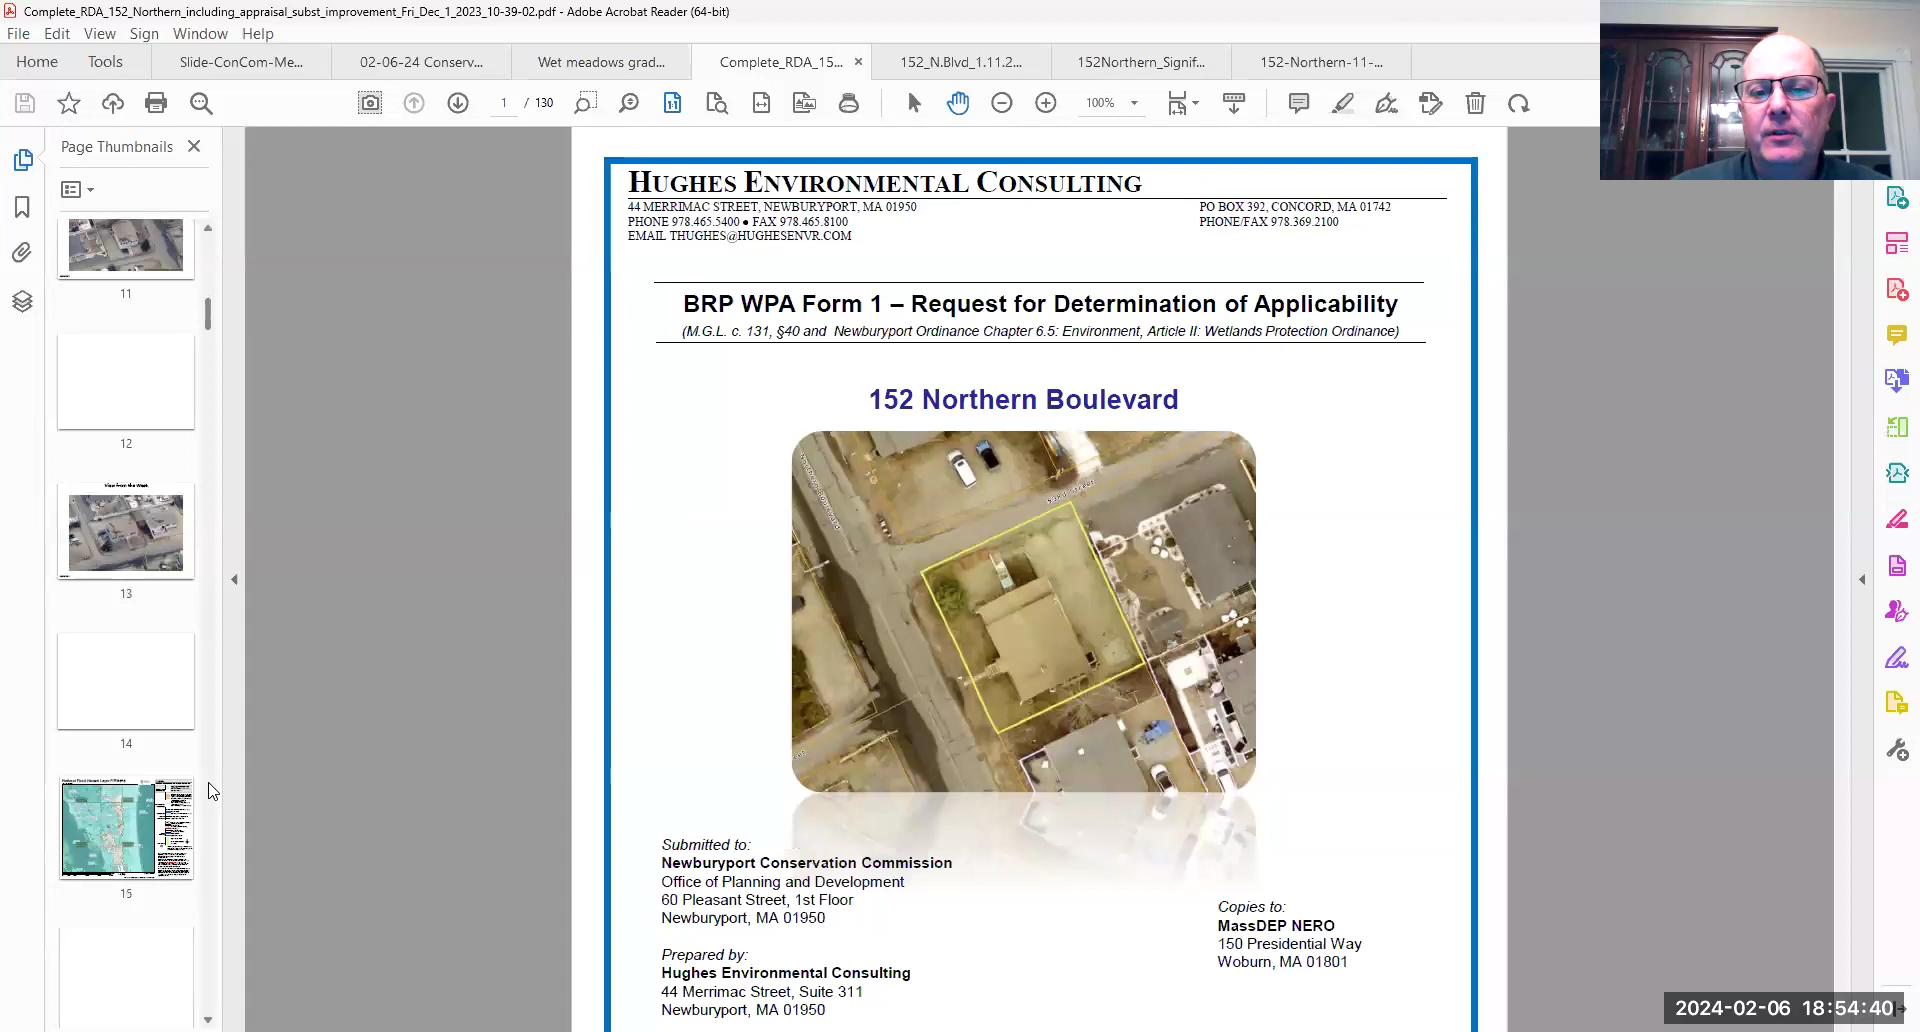 Complete_RDA_152_Northern_including_appraisal_subst_improvement_Fri_Dec_1_2023_10-39-02.pdf - Adobe Acrobat Reader (64-bit)
File Edit View Sign Window Help
Home Tools Slide-ConCom-Me... 02-06-24 Conserv... Wet meadows grad... Complete_RDA_15... 152_N.Blvd_1.11.2... 152Northern_Signif... 152-Northern-11-...
1 / 130 100%
Page Thumbnails
11
12
View from the West
13
14
15
HUGHES ENVIRONMENTAL CONSULTING
44 MERRIMAC STREET, NEWBURYPORT, MA 01950
PHONE 978.465.5400 ● FAX 978.465.8100
EMAIL THUGHES@HUGHESENVR.COM
PO BOX 392, CONCORD, MA 01742
PHONE/FAX 978.369.2100
BRP WPA Form 1 – Request for Determination of Applicability
(M.G.L. c. 131, §40 and Newburyport Ordinance Chapter 6.5: Environment, Article II: Wetlands Protection Ordinance)
152 Northern Boulevard
Northern Boulevard
Submitted to:
Newburyport Conservation Commission
Office of Planning and Development
60 Pleasant Street, 1st Floor
Newburyport, MA 01950
Copies to:
MassDEP NERO
150 Presidential Way
Woburn, MA 01801
Prepared by:
Hughes Environmental Consulting
44 Merrimac Street, Suite 311
Newburyport, MA 01950
2024-02-06 18:54:40